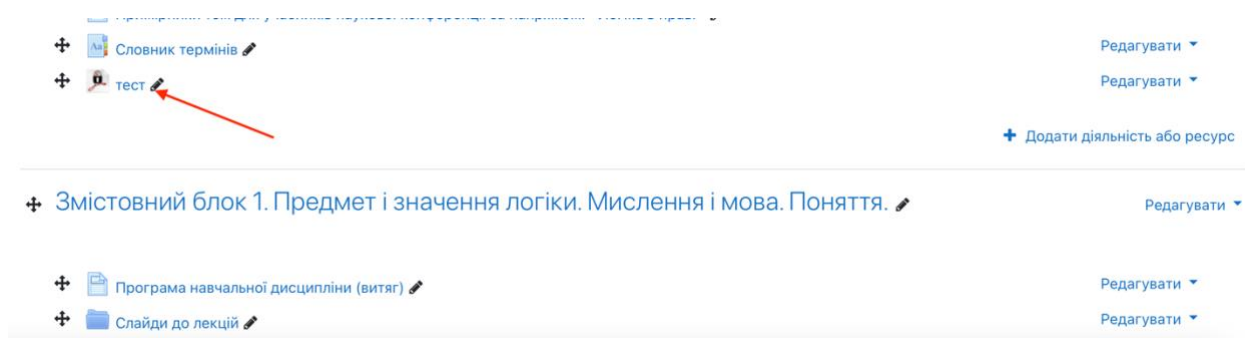 Словник термінів Редагувати
тест Редагувати
Додати діяльність або ресурс
Змістовний блок 1. Предмет і значення логіки. Мислення і мова. Поняття. Редагувати
Програма навчальної дисципліни (витяг) Редагувати
Слайди до лекцій Редагувати